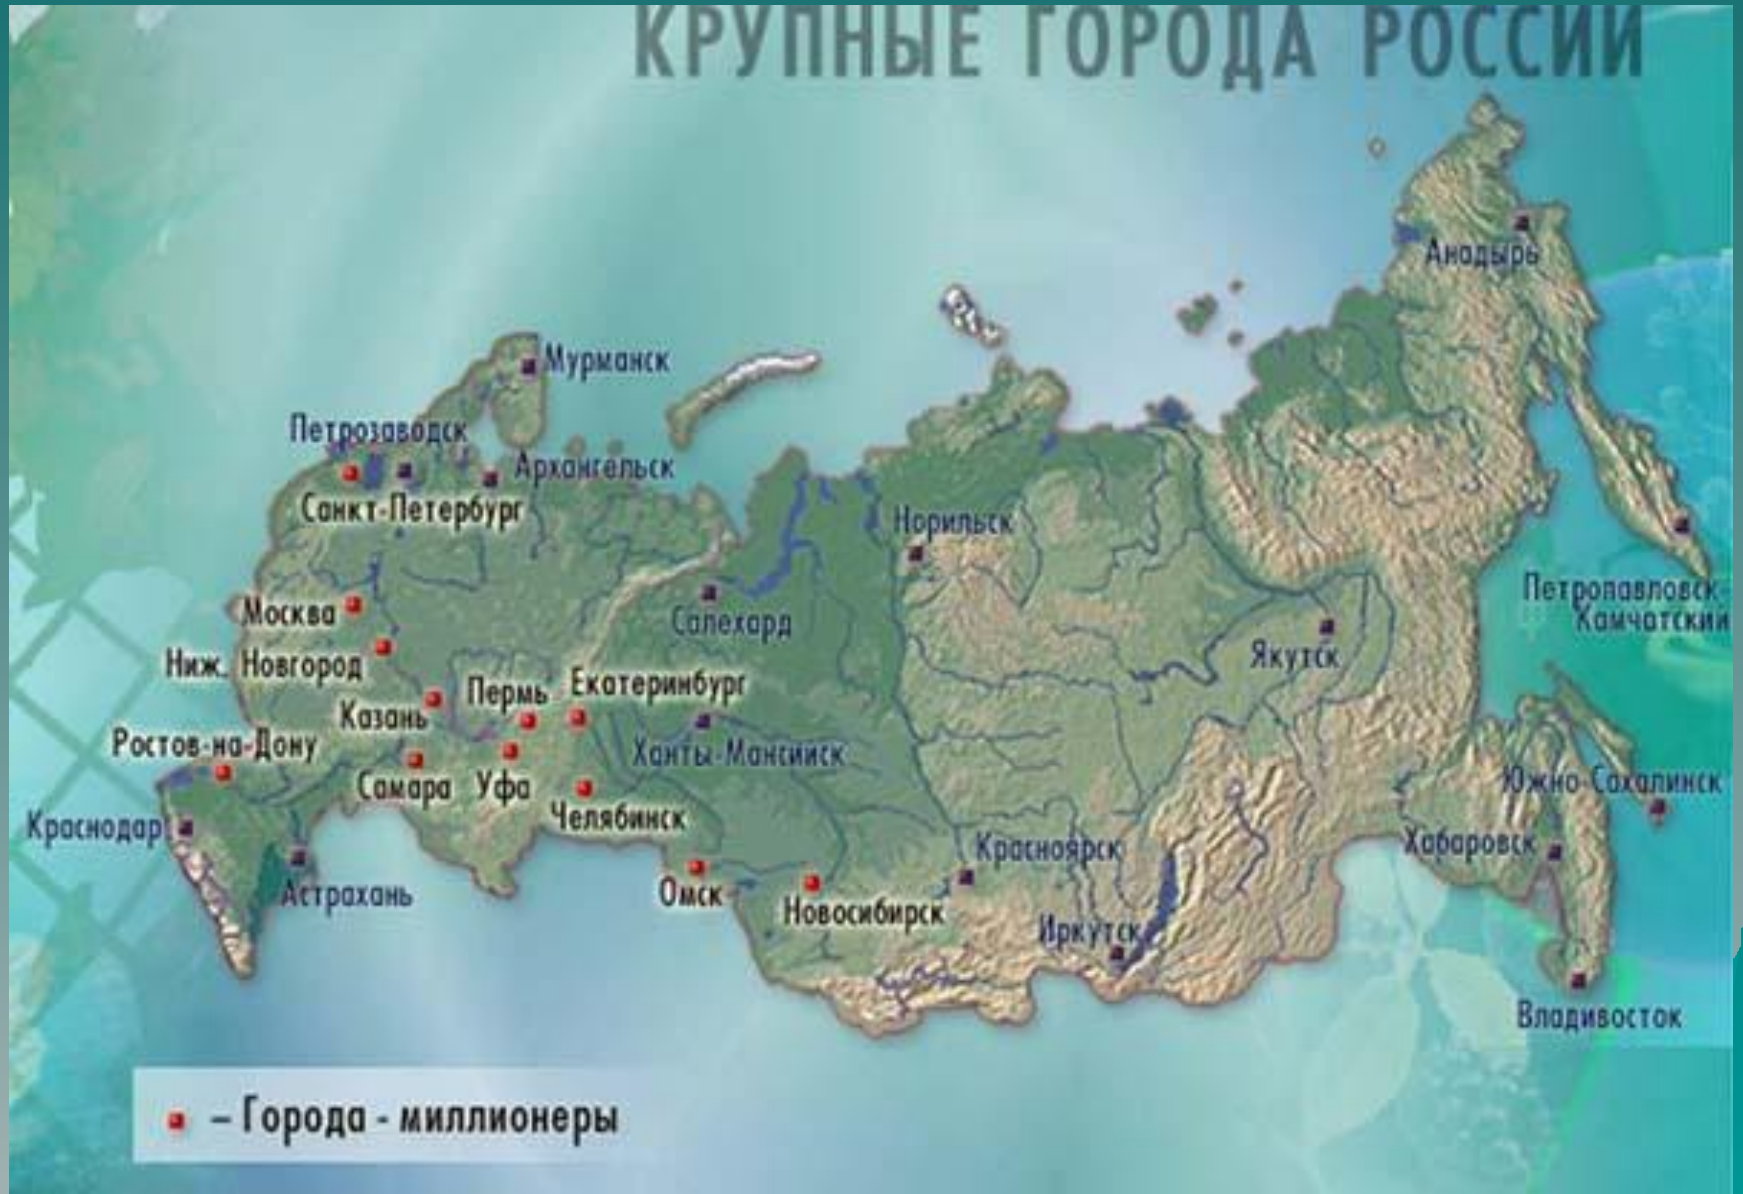 КРУПНЫЕ ГОРОДА РОССИИ
Анадырь
Мурманск
Петрозаводск
Архангельск
Санкт-Петербург
Норильск
Петропавловск-
Камчатский
Москва
Салехард
Якутск
Ниж. Новгород
Пермь
Екатеринбург
Казань
Ростов-на-Дону
Ханты-Мансийск
Самара
Уфа
Южно-Сахалинск
Челябинск
Краснодар
Красноярск
Хабаровск
Астрахань
Омск
Новосибирск
Иркутск
Владивосток
– Города - миллионеры